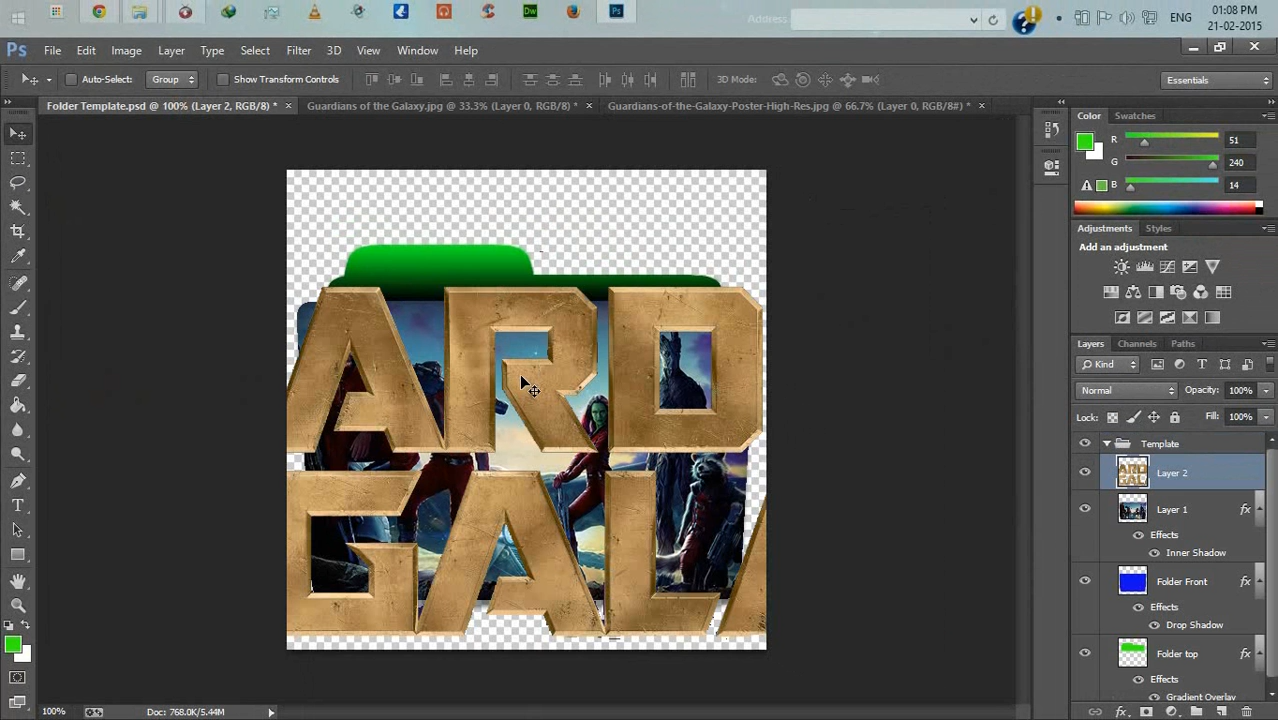 Address
ENG
01:08 PM
21-02-2015
Ps
File Edit Image Layer Type Select Filter 3D View Window Help
Auto-Select: Group Show Transform Controls 3D Mode: Essentials
Folder Template.psd @ 100% (Layer 2, RGB/8) * Guardians of the Galaxy.jpg @ 33.3% (Layer 0, RGB/8) * Guardians-of-the-Galaxy-Poster-High-Res.jpg @ 66.7% (Layer 0, RGB/8#) *
Color Swatches
R 51
G 240
B 14
Adjustments Styles
Add an adjustment
Layers Channels Paths
Kind
Normal Opacity: 100%
Lock: Fill: 100%
Template
Layer 2
Layer 1 fx
Effects
Inner Shadow
Folder Front fx
Effects
Drop Shadow
Folder top fx
Effects
Gradient Overlay
ARD
GALA
100% Doc: 768.0K/5.44M